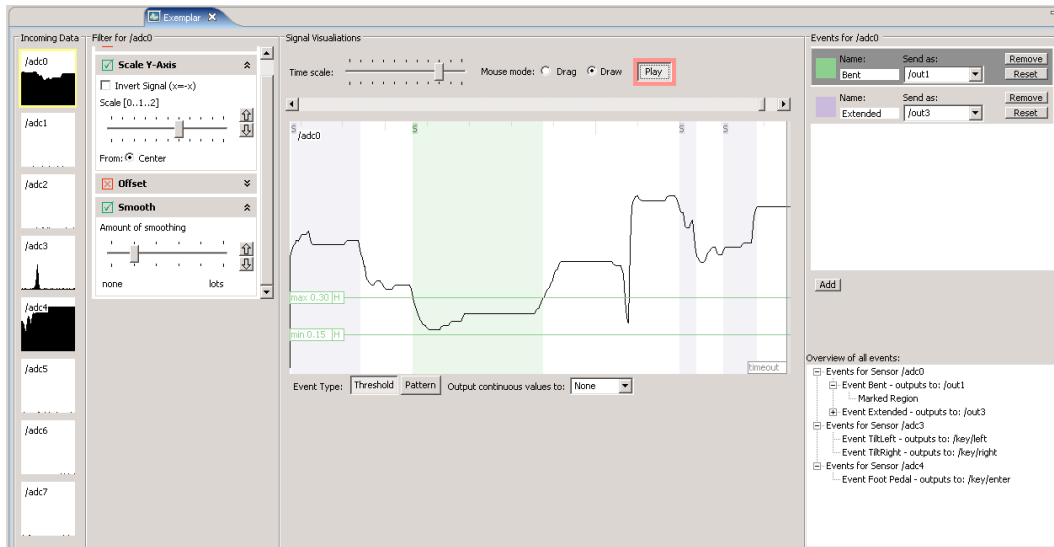 Exemplar
Incoming Data
/adc0
/adc1
/adc2
/adc3
/adc4
/adc5
/adc6
/adc7
Filter for /adc0
Scale Y-Axis
Invert Signal (x=-x)
Scale [0..1..2]
From: Center
Offset
Smooth
Amount of smoothing
none lots
Signal Visualiations
Time scale: Mouse mode: Drag Draw Play
S S S S
/adc0
max 0.30 H
min 0.15 H
timeout
Event Type: Threshold Pattern Output continuous values to: None
Events for /adc0
Name: Send as: Remove
Bent /out1 Reset
Name: Send as: Remove
Extended /out3 Reset
Add
Overview of all events:
Events for Sensor /adc0
Event Bent - outputs to: /out1
Marked Region
Event Extended - outputs to: /out3
Events for Sensor /adc3
Event TiltLeft - outputs to: /key/left
Event TiltRight - outputs to: /key/right
Events for Sensor /adc4
Event Foot Pedal - outputs to: /key/enter